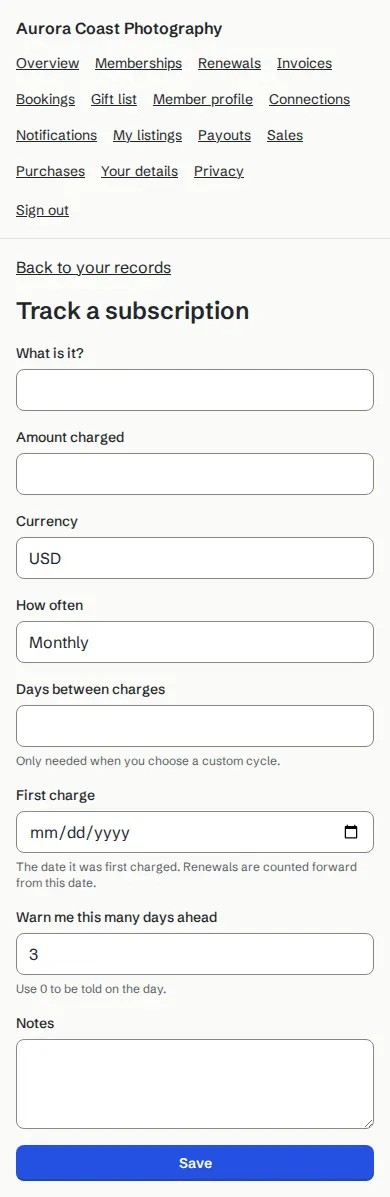 Aurora Coast Photography
Overview Memberships Renewals Invoices
Bookings Gift list Member profile Connections
Notifications My listings Payouts Sales
Purchases Your details Privacy
Sign out
Back to your records
Track a subscription
What is it?
Amount charged
Currency
USD
How often
Monthly
Days between charges
Only needed when you choose a custom cycle.
First charge
mm/dd/yyyy
The date it was first charged. Renewals are counted forward
from this date.
Warn me this many days ahead
3
Use 0 to be told on the day.
Notes
Save